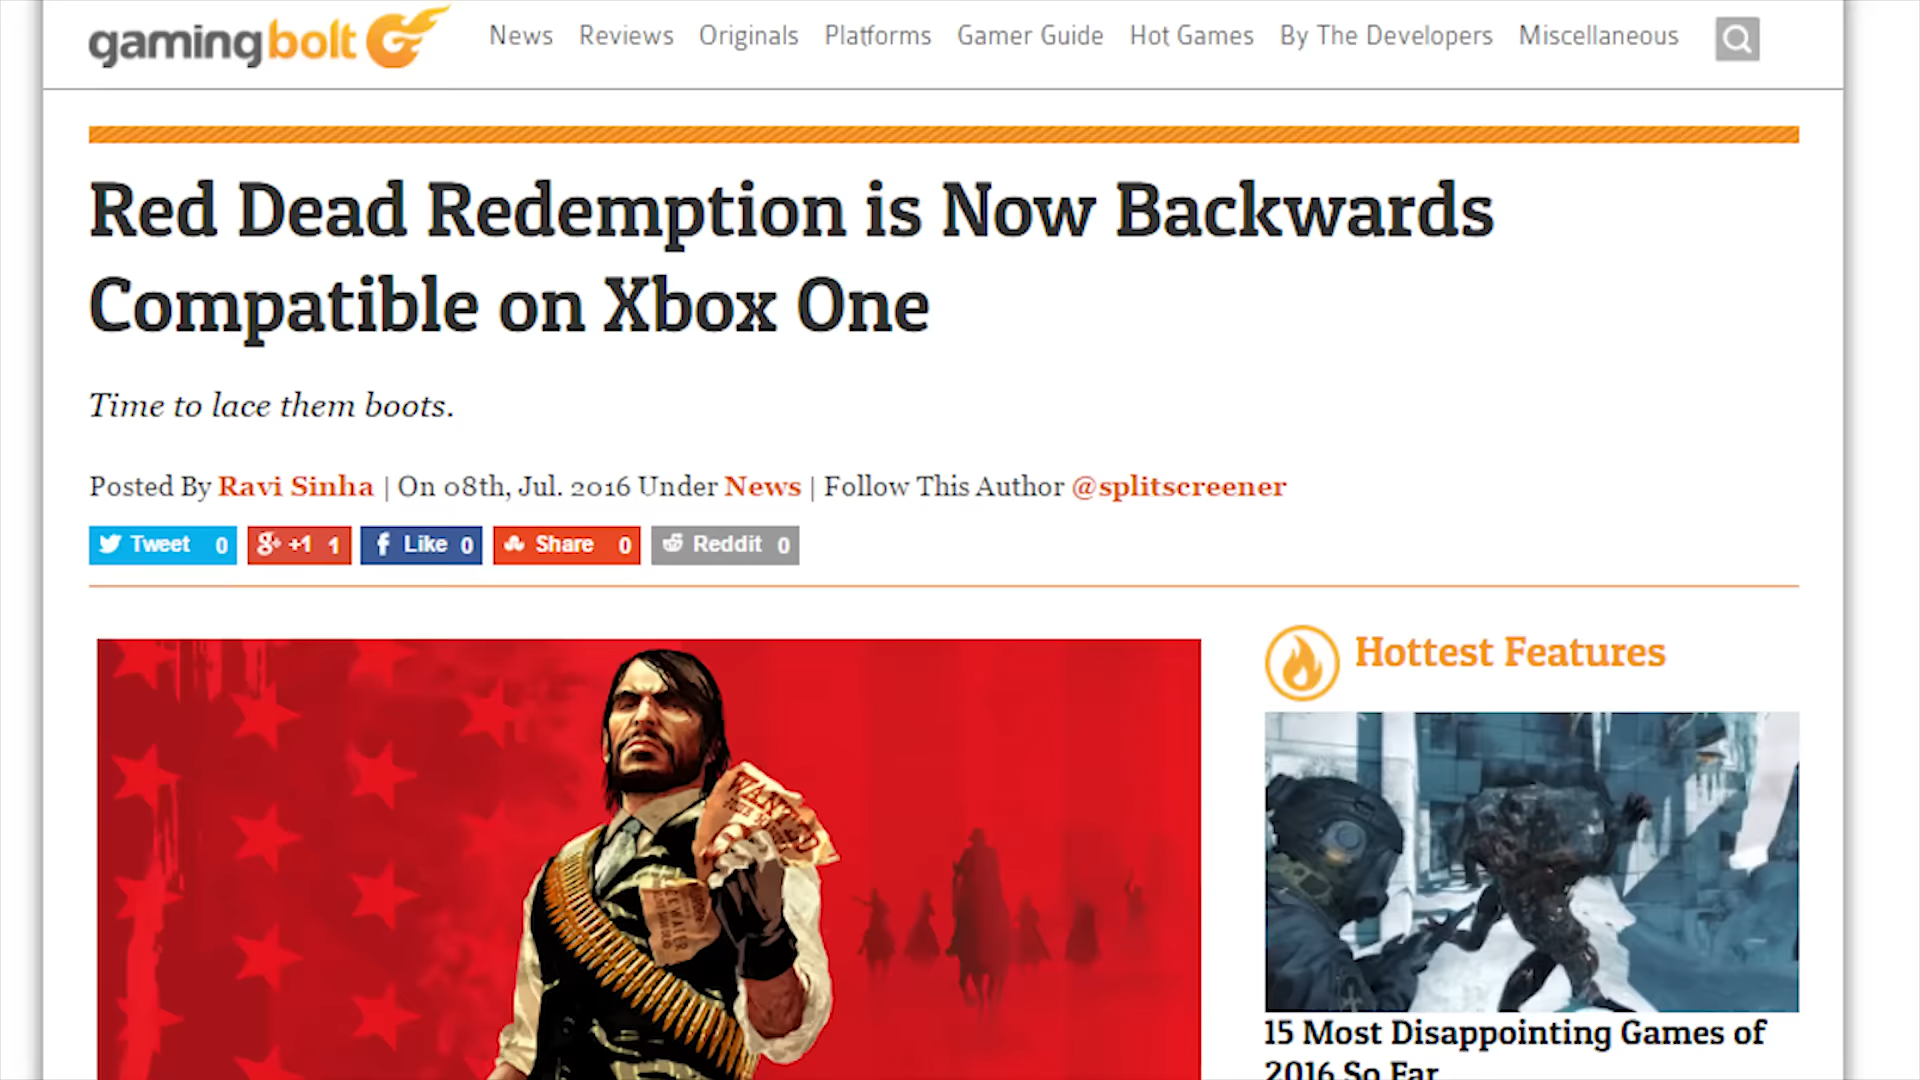 gamingbolt
News Reviews Originals Platforms Gamer Guide Hot Games By The Developers Miscellaneous
Red Dead Redemption is Now Backwards
Compatible on Xbox One
Time to lace them boots.
Posted By Ravi Sinha | On 08th, Jul. 2016 Under News | Follow This Author @splitscreener
Tweet 0 g+ +1 1 Like 0 Share 0 Reddit 0
WANTED
Hottest Features
15 Most Disappointing Games of
2016 So Far